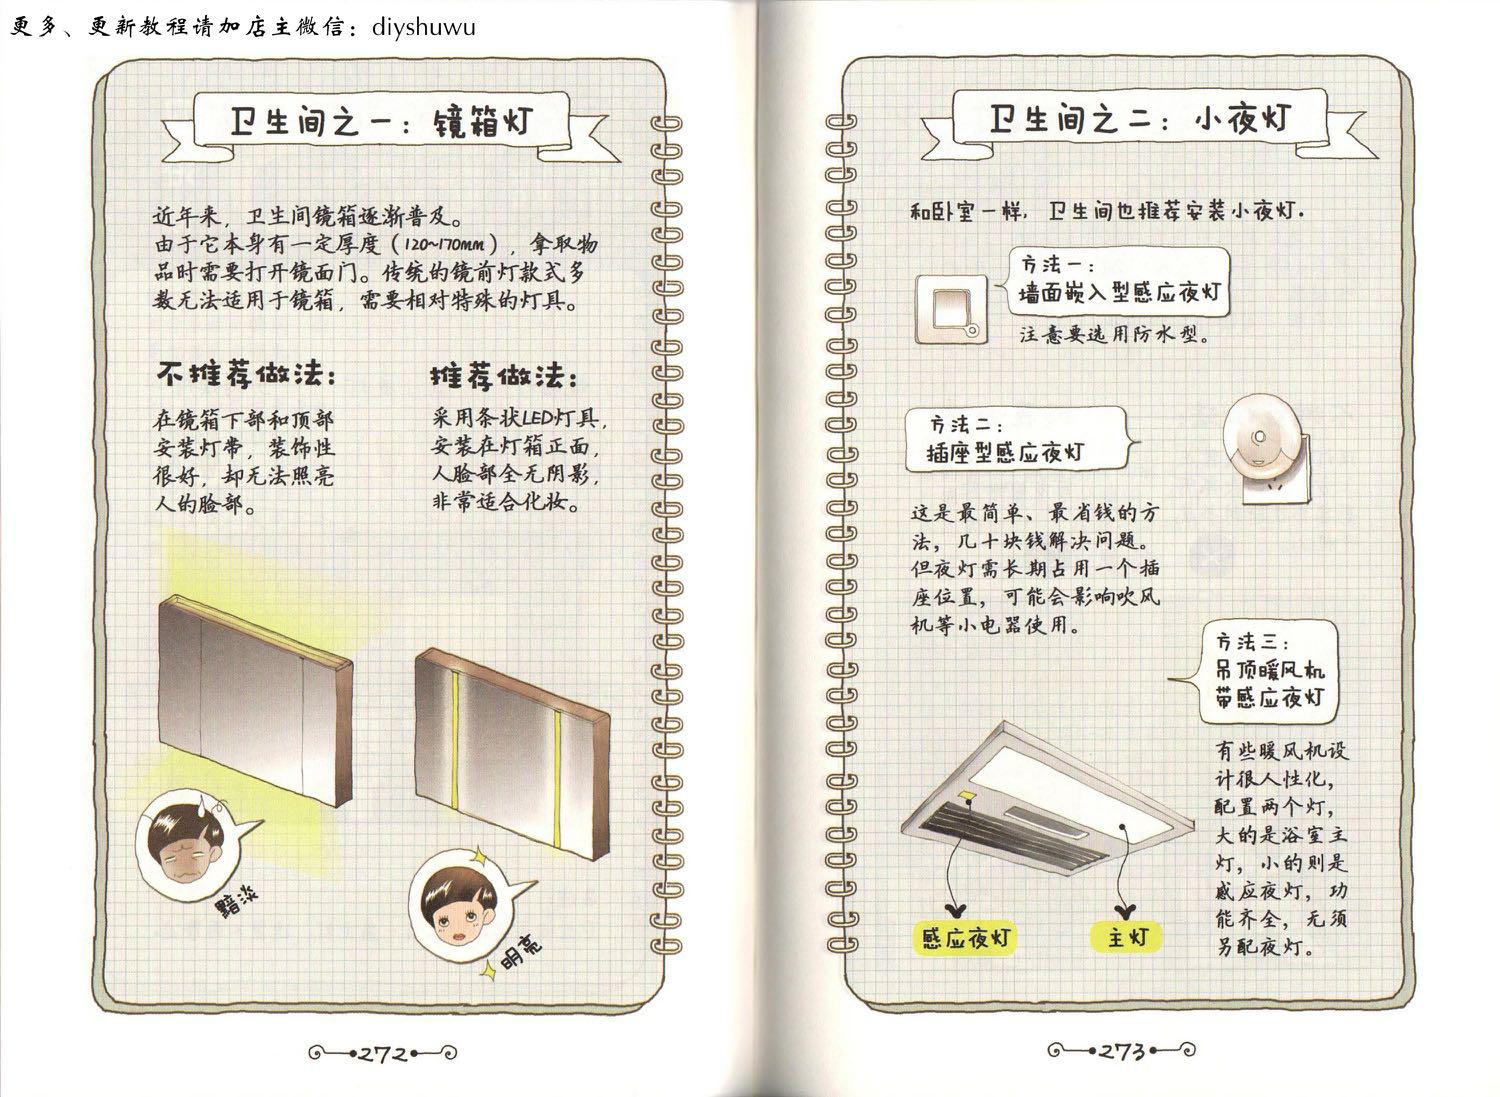 更多、更新教程请加店主微信：diyshuwu
卫生间之一：镜箱灯
近年来，卫生间镜箱逐渐普及。
由于它本身有一定厚度（120~170mm），拿取物
品时需要打开镜面门。传统的镜前灯款式多
数无法适用于镜箱，需要相对特殊的灯具。
不推荐做法：
在镜箱下部和顶部
安装灯带，装饰性
很好，却无法照亮
人的脸部。
推荐做法：
采用条状LED灯具，
安装在灯箱正面，
人脸部全无阴影，
非常适合化妆。
黯淡
明亮
272
卫生间之二：小夜灯
和卧室一样，卫生间也推荐安装小夜灯．
方法一：
墙面嵌入型感应夜灯
注意要选用防水型。
方法二：
插座型感应夜灯
这是最简单、最省钱的方
法，几十块钱解决问题。
但夜灯需长期占用一个插
座位置，可能会影响吹风
机等小电器使用。
方法三：
吊顶暖风机
带感应夜灯
有些暖风机设
计很人性化，
配置两个灯，
大的是浴室主
灯，小的则是
感应夜灯，功
能齐全，无须
另配夜灯。
感应夜灯
主灯
273